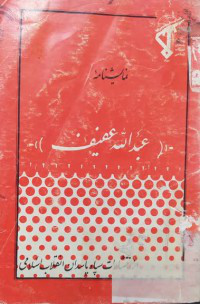 نمایشنامه
(( عبدالله عفیف ))
سپاه پاسداران انقلاب اسلامی